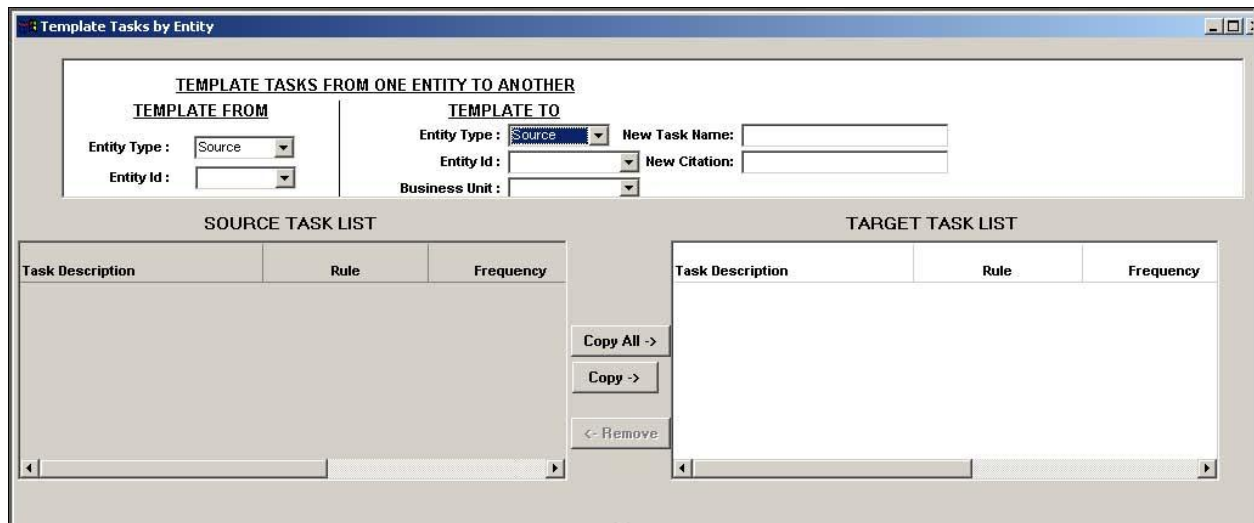 Template Tasks by Entity
TEMPLATE TASKS FROM ONE ENTITY TO ANOTHER
TEMPLATE FROM
Entity Type : Source
Entity Id :
TEMPLATE TO
Entity Type : Source New Task Name:
Entity Id : New Citation:
Business Unit :
SOURCE TASK LIST
Task Description Rule Frequency
Copy All ->
Copy ->
<- Remove
TARGET TASK LIST
Task Description Rule Frequency